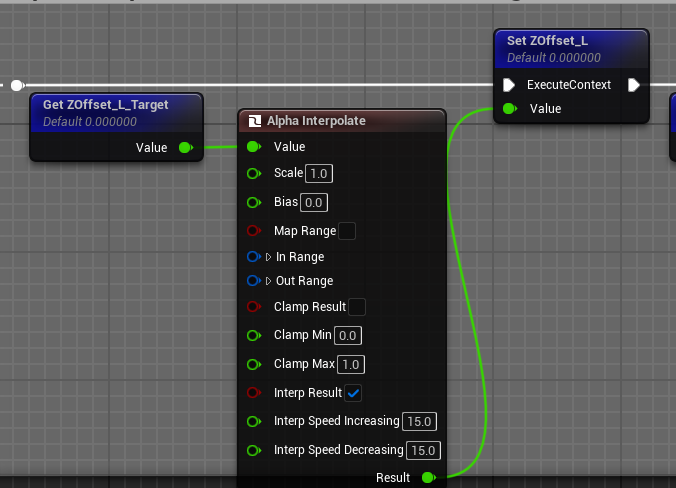 Set ZOffset_L
Default 0.000000
ExecuteContext
Value
Get ZOffset_L_Target
Default 0.000000
Value
Alpha Interpolate
Value
Scale 1.0
Bias 0.0
Map Range
In Range
Out Range
Clamp Result
Clamp Min 0.0
Clamp Max 1.0
Interp Result
Interp Speed Increasing 15.0
Interp Speed Decreasing 15.0
Result